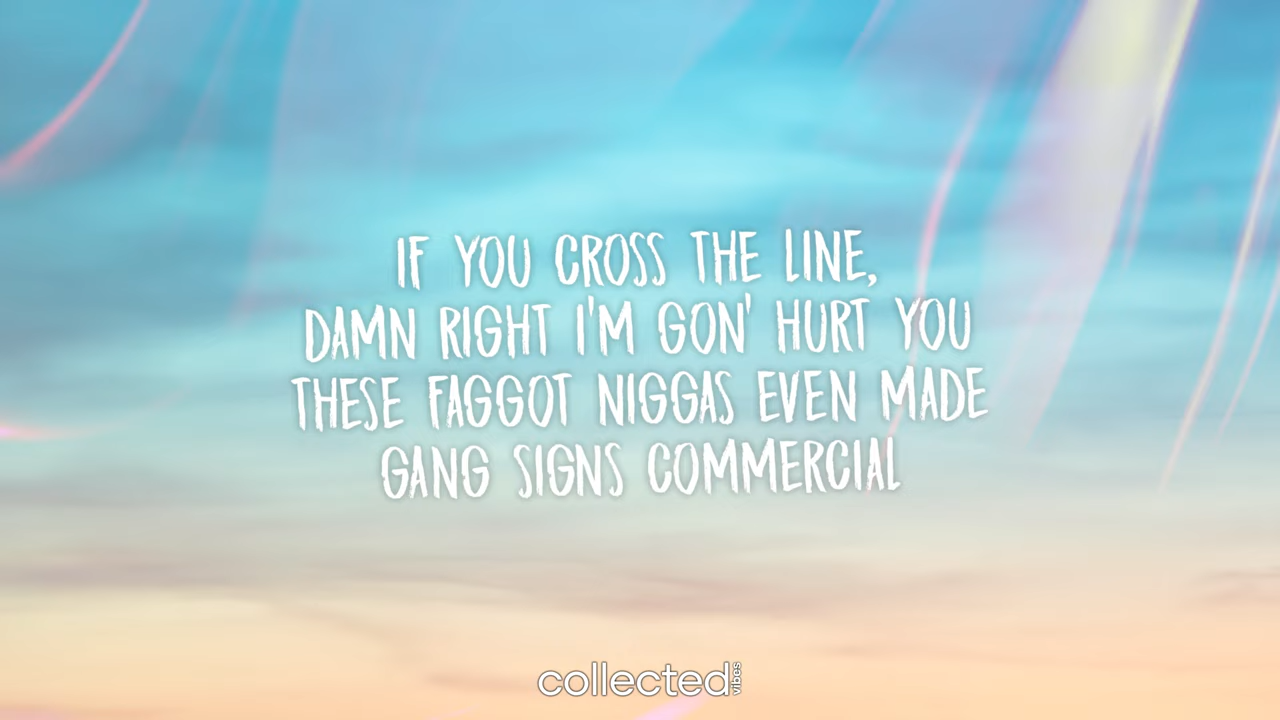 IF YOU CROSS THE LINE,
DAMN RIGHT I'M GON' HURT YOU
THESE FAGGOT NIGGAS EVEN MADE
GANG SIGNS COMMERCIAL
collected vibes